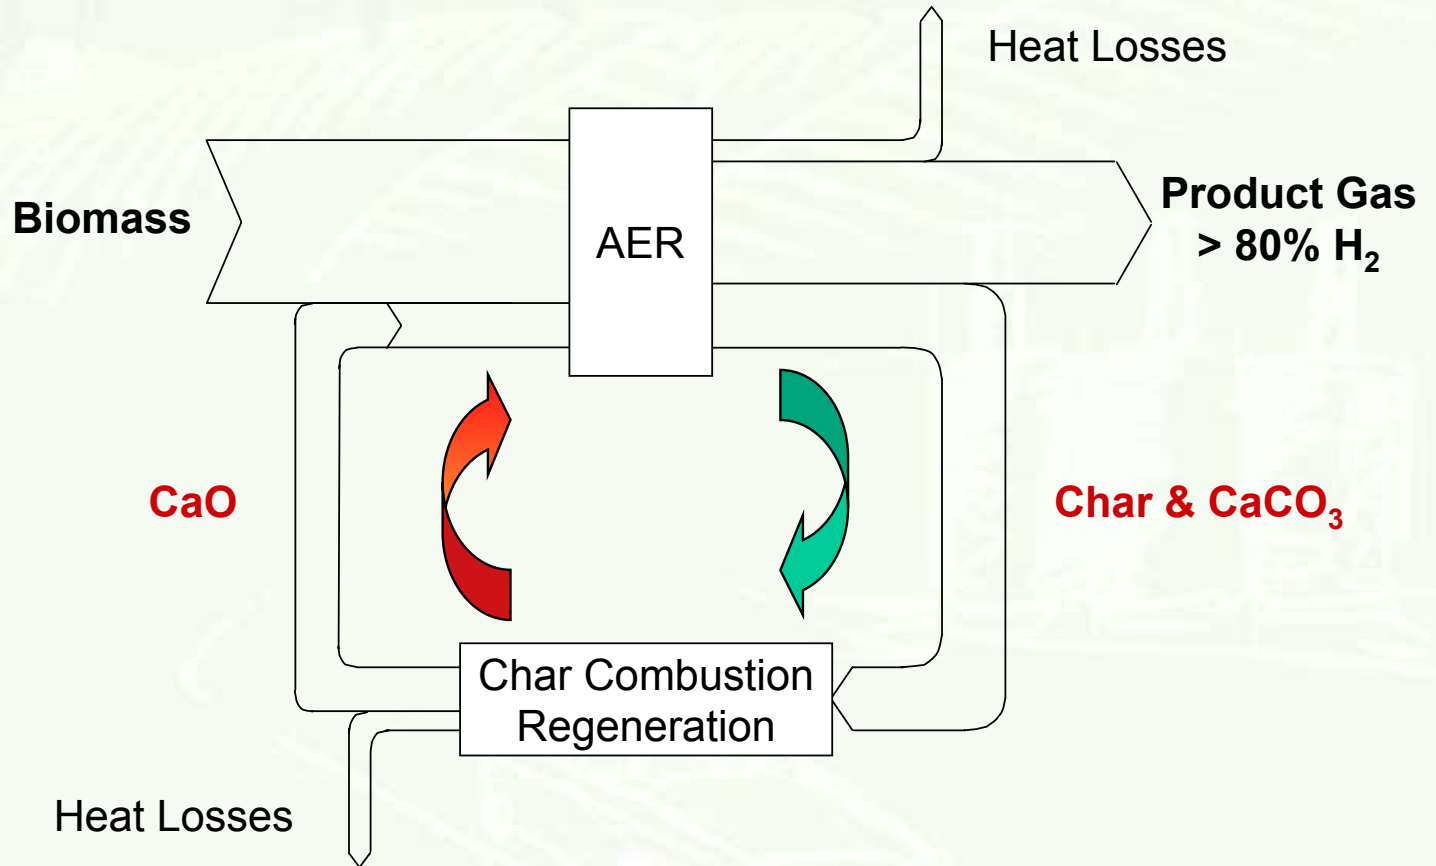 Heat Losses
Biomass
AER
Product Gas
> 80% H₂
CaO
Char & CaCO₃
Char Combustion
Regeneration
Heat Losses